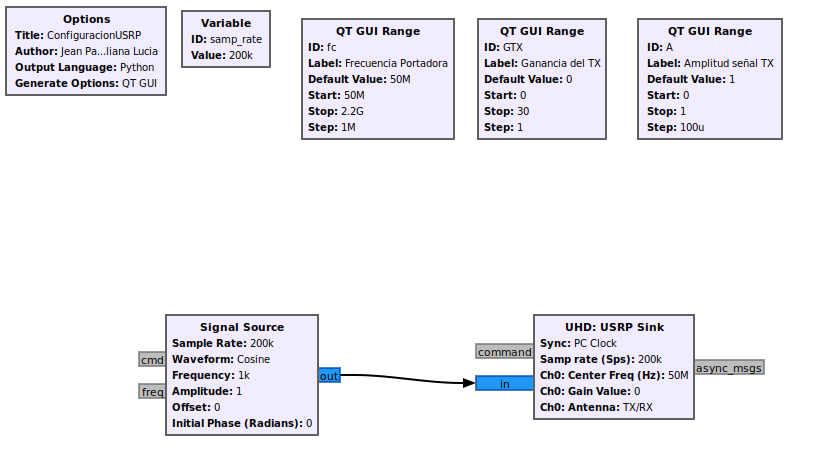 Options
Title: ConfiguracionUSRP
Author: Jean Pa...liana Lucia
Output Language: Python
Generate Options: QT GUI
Variable
ID: samp_rate
Value: 200k
QT GUI Range
ID: fc
Label: Frecuencia Portadora
Default Value: 50M
Start: 50M
Stop: 2.2G
Step: 1M
QT GUI Range
ID: GTX
Label: Ganancia del TX
Default Value: 0
Start: 0
Stop: 30
Step: 1
QT GUI Range
ID: A
Label: Amplitud señal TX
Default Value: 1
Start: 0
Stop: 1
Step: 100u
cmd
freq
Signal Source
Sample Rate: 200k
Waveform: Cosine
Frequency: 1k
Amplitude: 1
Offset: 0
Initial Phase (Radians): 0
out
command
in
UHD: USRP Sink
Sync: PC Clock
Samp rate (Sps): 200k
Ch0: Center Freq (Hz): 50M
Ch0: Gain Value: 0
Ch0: Antenna: TX/RX
async_msgs